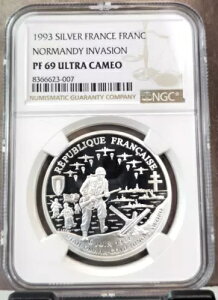 1993 SILVER FRANCE FRANC
NORMANDY INVASION
PF 69 ULTRA CAMEO
8366623-007
NUMISMATIC GUARANTY COMPANY
NGC
RÉPUBLIQUE FRANÇAISE